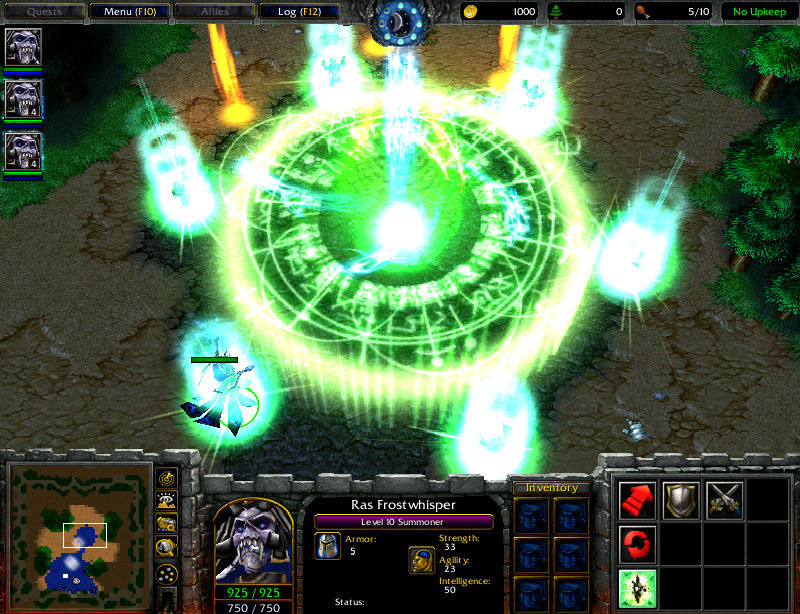 Quests
Menu (F10)
Allies
Log (F12)
1000
0
5/10
No Upkeep
4
4
Ras Frostwhisper
Level 10 Summoner
Armor:
5
Strength:
33
Agility:
23
Intelligence:
50
Status:
925 / 925
750 / 750
Inventory